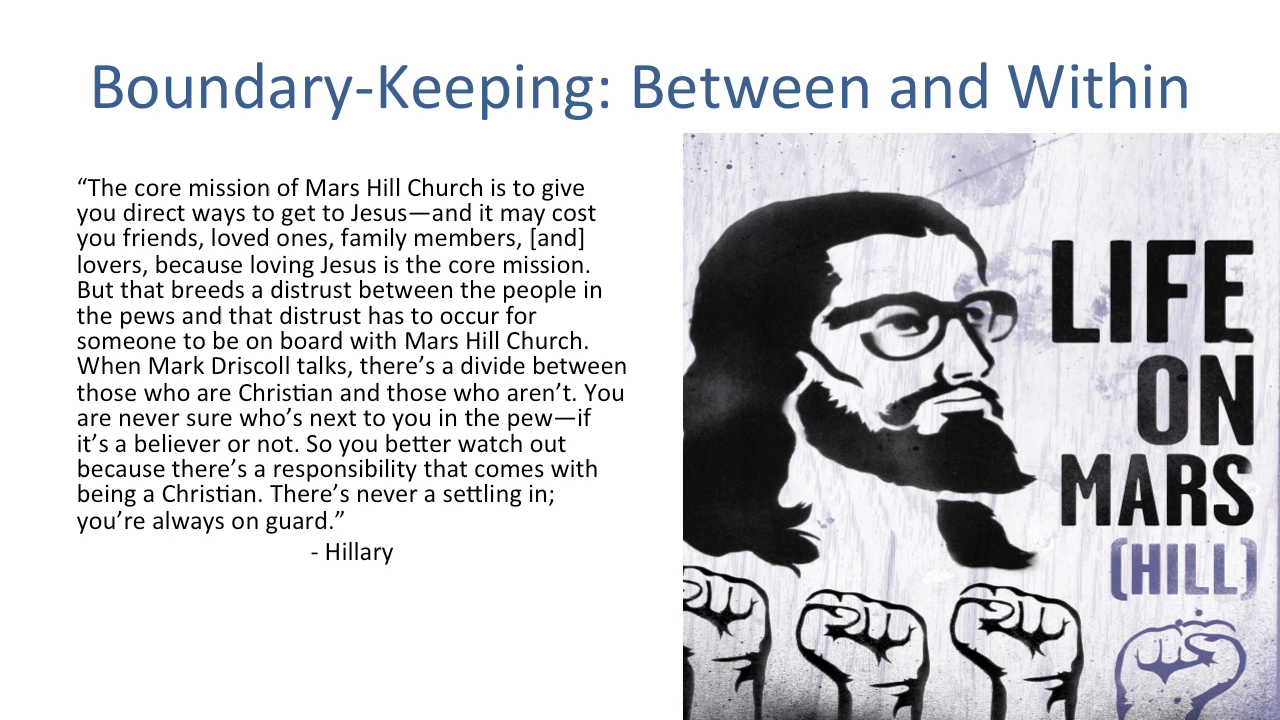 Boundary-Keeping: Between and Within
“The core mission of Mars Hill Church is to give
you direct ways to get to Jesus—and it may cost
you friends, loved ones, family members, [and]
lovers, because loving Jesus is the core mission.
But that breeds a distrust between the people in
the pews and that distrust has to occur for
someone to be on board with Mars Hill Church.
When Mark Driscoll talks, there’s a divide between
those who are Christian and those who aren’t. You
are never sure who’s next to you in the pew—if
it’s a believer or not. So you better watch out
because there’s a responsibility that comes with
being a Christian. There’s never a settling in;
you’re always on guard.”
- Hillary
LIFE
ON
MARS
(HILL)